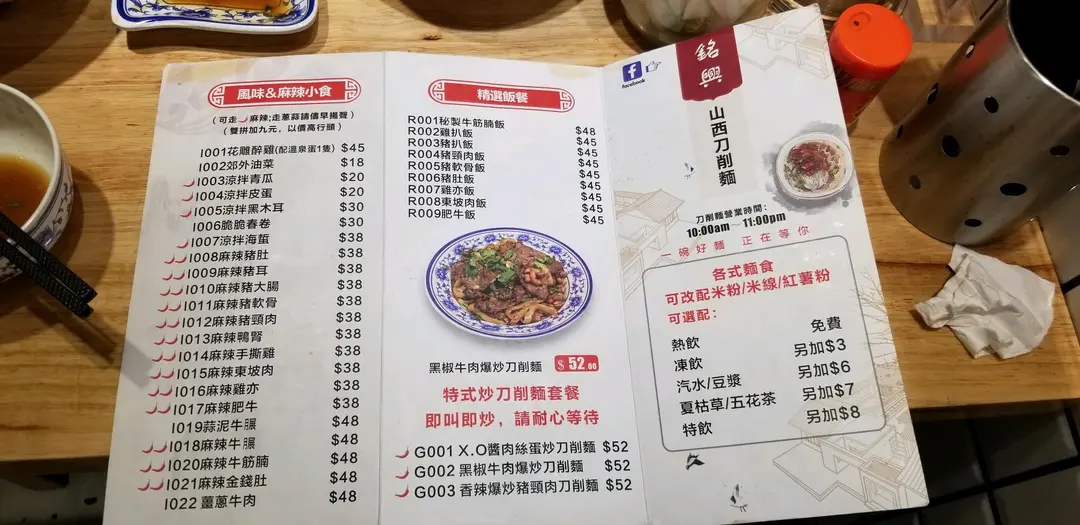 風味&麻辣小食
(可走 麻辣;走蔥蒜請儘早揚聲)
(雙拼加九元，以價高行頭)
I001花雕醉雞(配溫泉蛋1隻) $45
I002郊外油菜 $18
I003涼拌青瓜 $20
I004涼拌皮蛋 $20
I005涼拌黑木耳 $30
I006脆脆春卷 $30
I007涼拌海蜇 $38
I008麻辣豬肚 $38
I009麻辣豬耳 $38
I010麻辣豬大腸 $38
I011麻辣豬軟骨 $38
I012麻辣豬頸肉 $38
I013麻辣鴨腎 $38
I014麻辣手撕雞 $38
I015麻辣東坡肉 $38
I016麻辣雞亦 $38
I017麻辣肥牛 $38
I019蒜泥牛𦟌 $48
I018麻辣牛𦟌 $48
I020麻辣牛筋腩 $48
I021麻辣金錢肚 $48
I022薑蔥牛肉 $48
精選飯餐
R001秘製牛筋腩飯 $48
R002雞扒飯 $45
R003豬扒飯 $45
R004豬頸肉飯 $45
R005豬軟骨飯 $45
R006豬肚飯 $45
R007雞亦飯 $45
R008東坡肉飯 $45
R009肥牛飯 $45
黑椒牛肉爆炒刀削麵 $52.00
特式炒刀削麵套餐
即叫即炒，請耐心等待
G001 X.O醬肉絲蛋炒刀削麵 $52
G002 黑椒牛肉爆炒刀削麵 $52
G003 香辣爆炒豬頸肉刀削麵 $52
f
facebook
銘興
山西刀削麵
刀削麵營業時間：
10:00am～11:00pm
一碗好麵 正在等你
各式麵食
可改配米粉/米線/紅薯粉
可選配：
熱飲 免費
凍飲 另加$3
汽水/豆漿 另加$6
夏枯草/五花茶 另加$7
特飲 另加$8